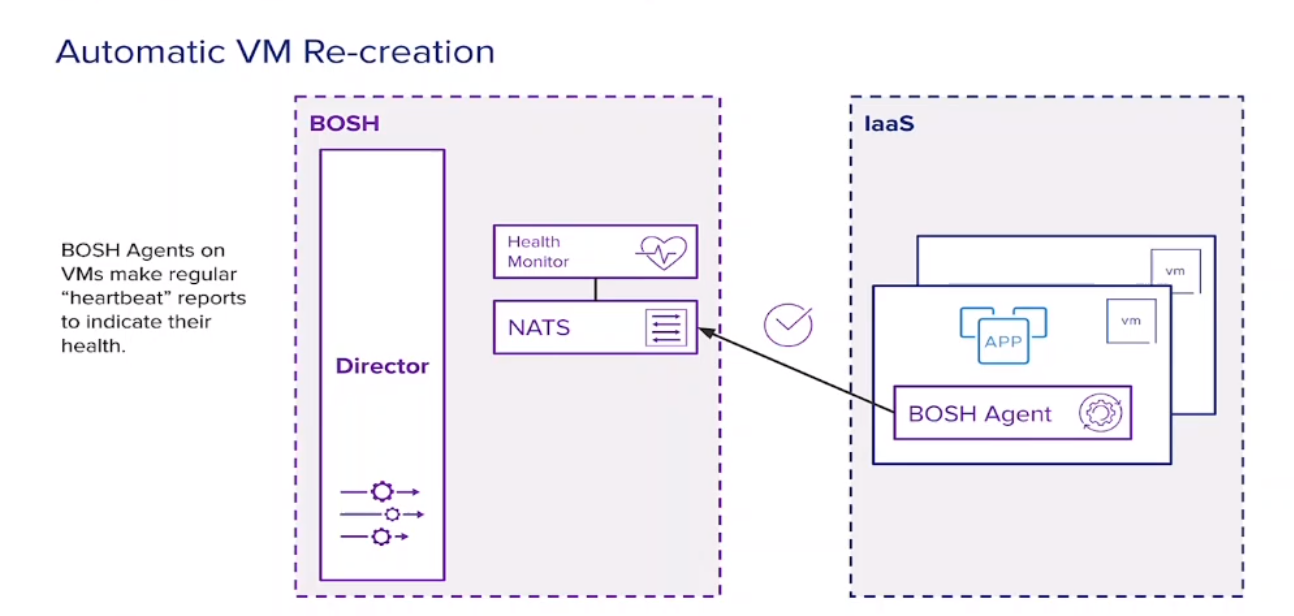 Automatic VM Re-creation
BOSH Agents on
VMs make regular
“heartbeat” reports
to indicate their
health.
BOSH
Director
Health
Monitor
NATS
IaaS
vm
vm
APP
BOSH Agent